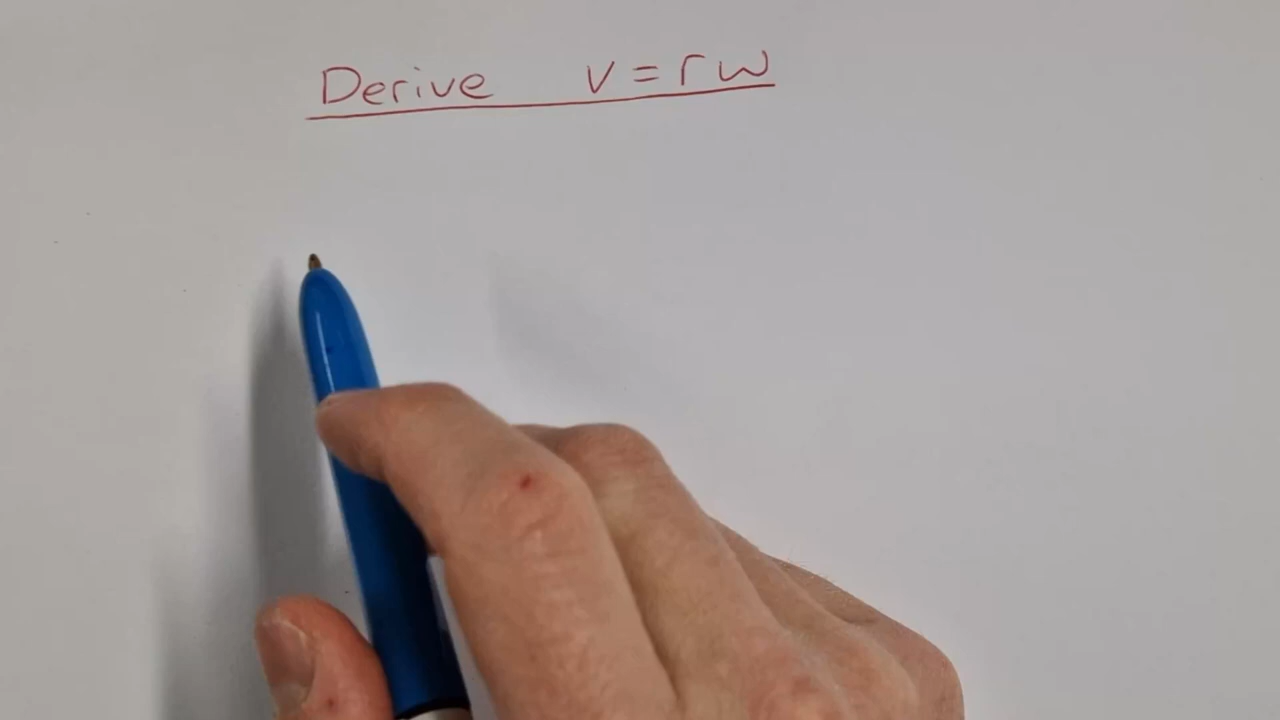 Derive v = rw